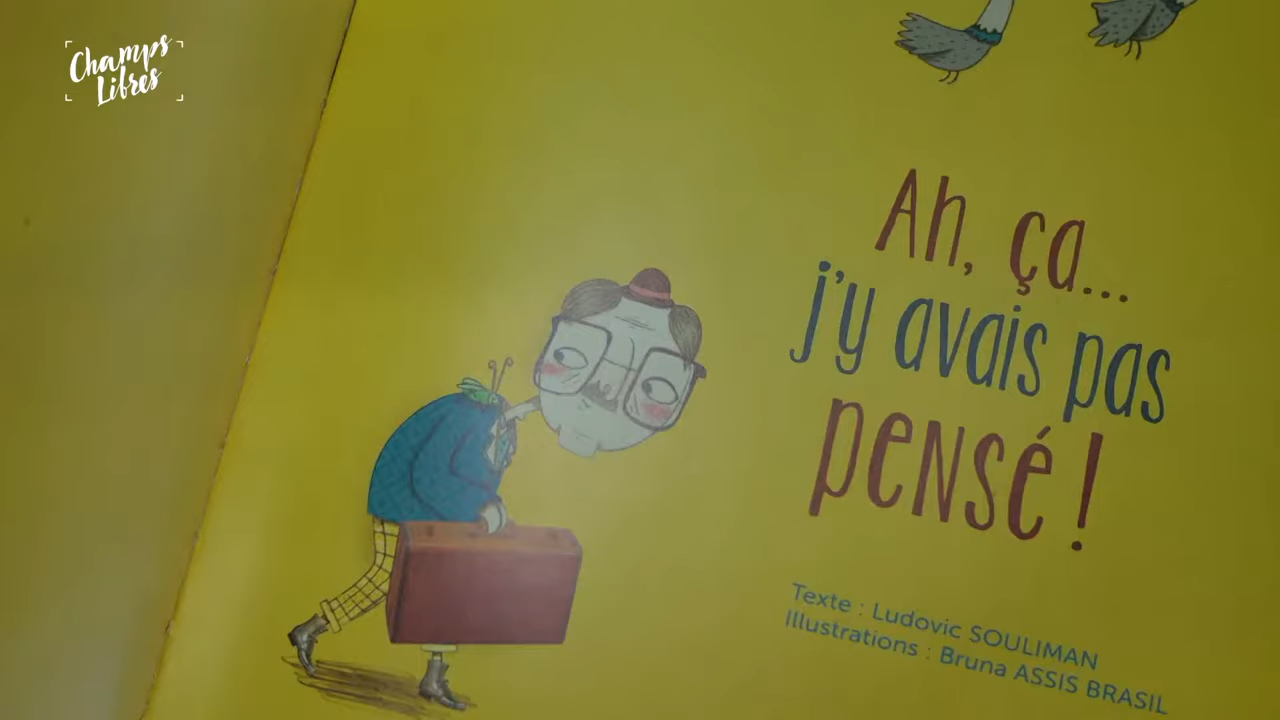 Champs
Libres
Ah, ça...
j'y avais pas
pensé !
Texte : Ludovic SOULIMAN
Illustrations : Bruna ASSIS BRASIL